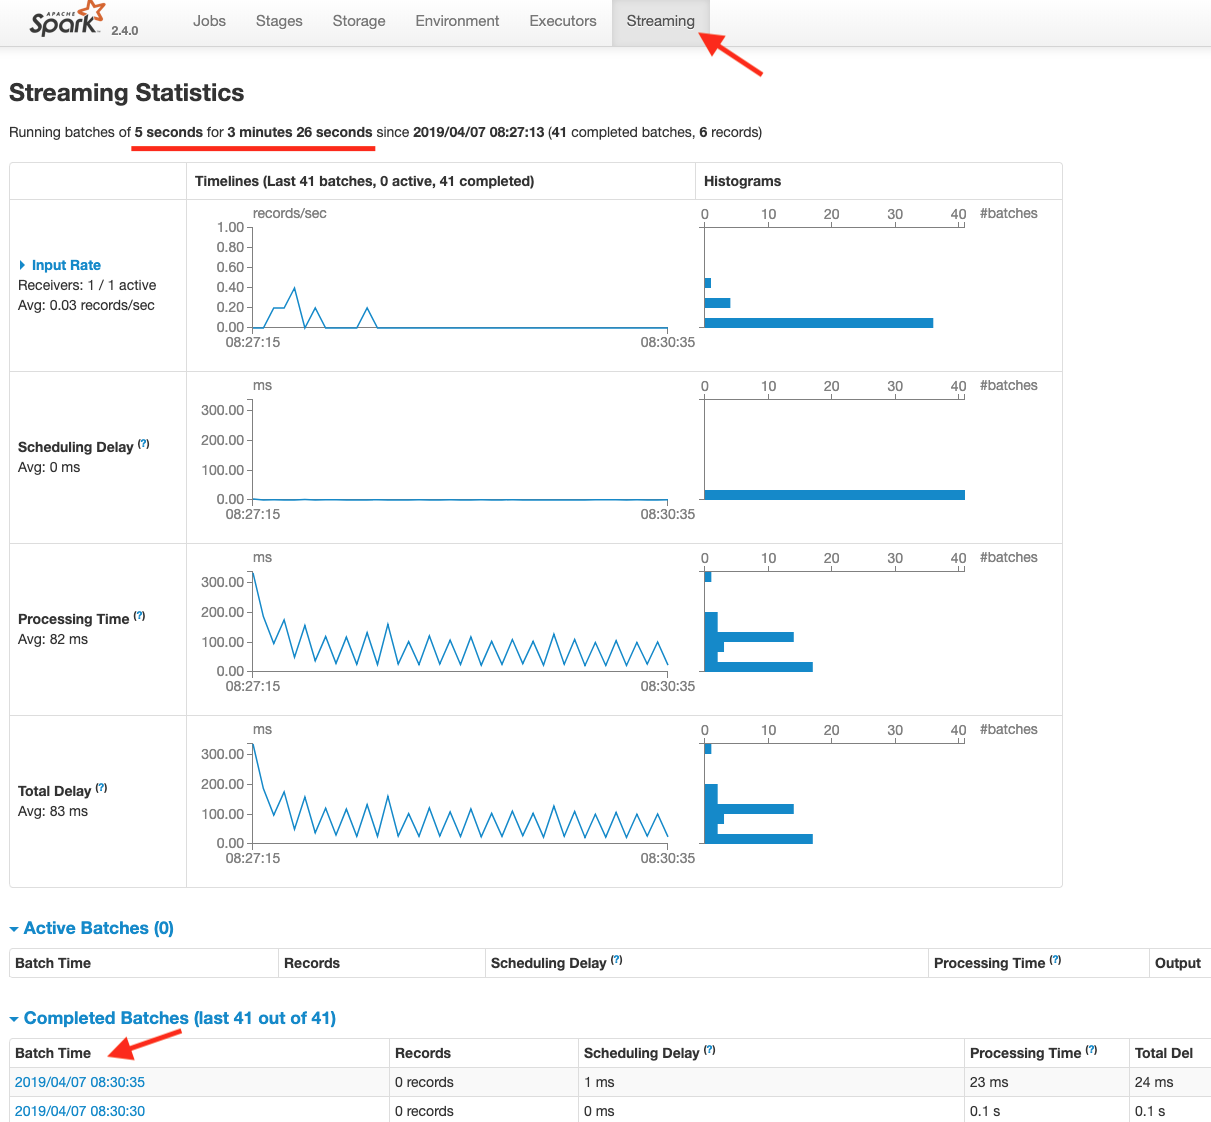 APACHE
Spark 2.4.0 Jobs Stages Storage Environment Executors Streaming
Streaming Statistics
Running batches of 5 seconds for 3 minutes 26 seconds since 2019/04/07 08:27:13 (41 completed batches, 6 records)
Timelines (Last 41 batches, 0 active, 41 completed) Histograms
records/sec 0 10 20 30 40 #batches
1.00
0.80
0.60
0.40
0.20
0.00
08:27:15 08:30:35
Input Rate
Receivers: 1 / 1 active
Avg: 0.03 records/sec
ms 0 10 20 30 40 #batches
300.00
200.00
100.00
0.00
08:27:15 08:30:35
Scheduling Delay (?)
Avg: 0 ms
ms 0 10 20 30 40 #batches
300.00
200.00
100.00
0.00
08:27:15 08:30:35
Processing Time (?)
Avg: 82 ms
ms 0 10 20 30 40 #batches
300.00
200.00
100.00
0.00
08:27:15 08:30:35
Total Delay (?)
Avg: 83 ms
Active Batches (0)
Batch Time Records Scheduling Delay (?) Processing Time (?) Output
Completed Batches (last 41 out of 41)
Batch Time Records Scheduling Delay (?) Processing Time (?) Total Del
2019/04/07 08:30:35 0 records 1 ms 23 ms 24 ms
2019/04/07 08:30:30 0 records 0 ms 0.1 s 0.1 s